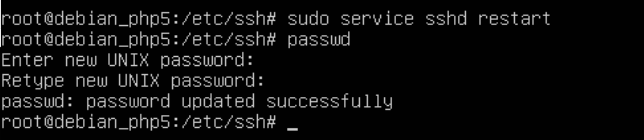 root@debian_php5:/etc/ssh# sudo service sshd restart
root@debian_php5:/etc/ssh# passwd
Enter new UNIX password:
Retype new UNIX password:
passwd: password updated successfully
root@debian_php5:/etc/ssh# _